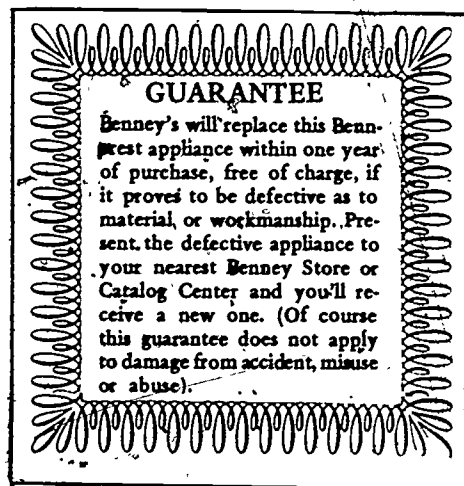 GUARANTEE
Benney's will replace this Benn-
prest appliance within one year
of purchase, free of charge, if
it proves to be defective as to
material, or workmanship. Pre-
sent the defective appliance to
your nearest Benney Store or
Catalog Center and you'll re-
ceive a new one. (Of course
this guarantee does not apply
to damage from accident, misuse
or abuse).